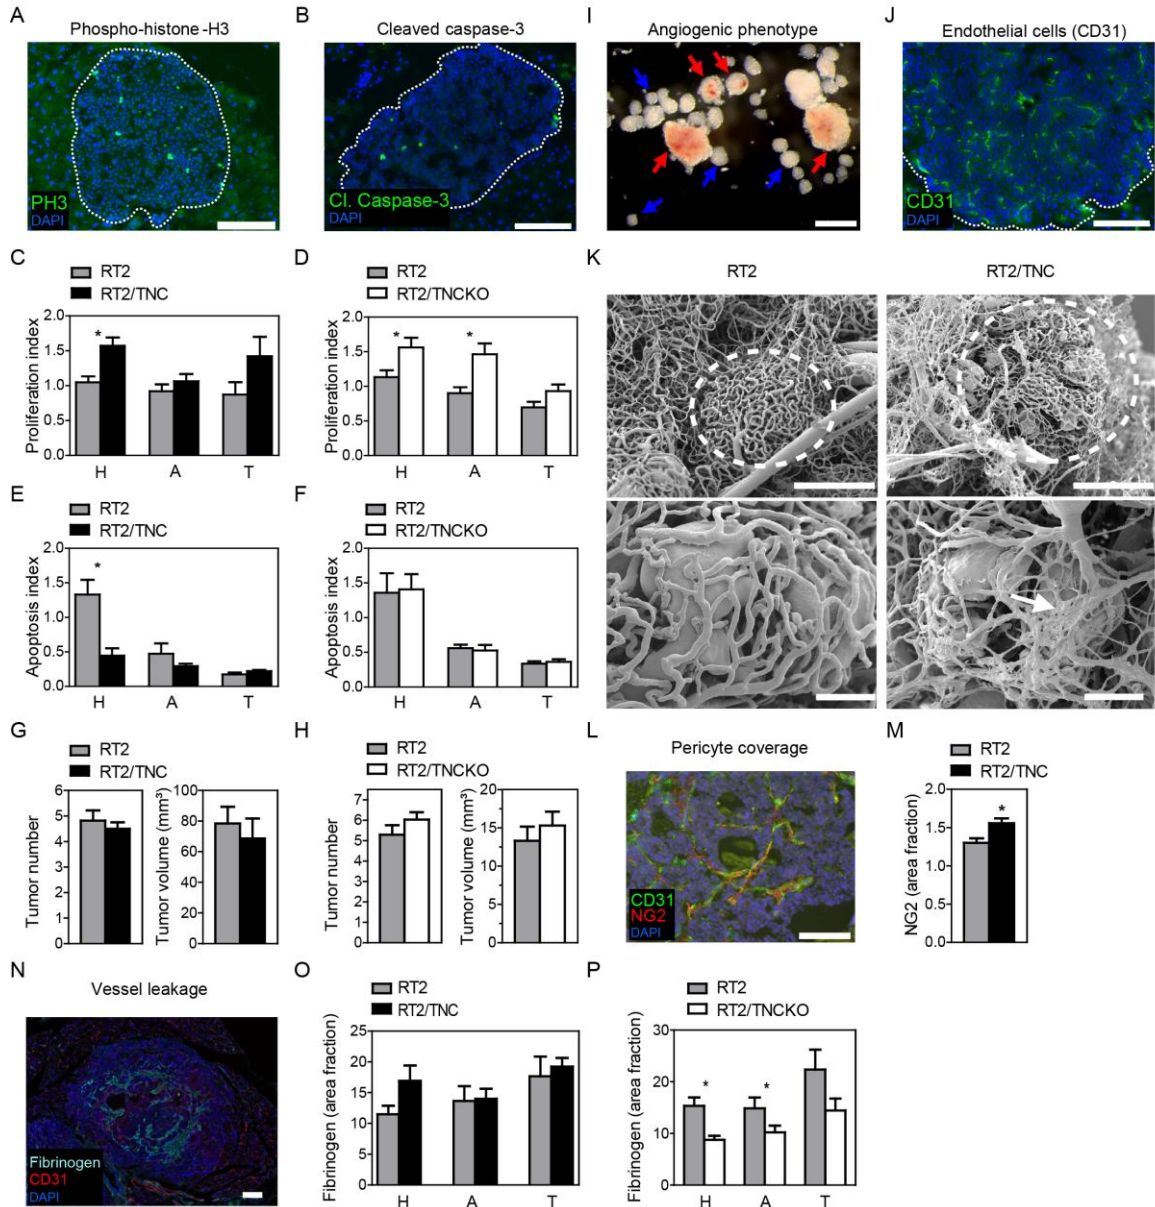 A
Phospho-histone-H3
PH3
DAPI
B
Cleaved caspase-3
Cl. Caspase-3
DAPI
I
Angiogenic phenotype
J
Endothelial cells (CD31)
CD31
DAPI
C
RT2
RT2/TNC
Proliferation index
2.0
1.5
1.0
0.5
0.0
*
H A T
D
RT2
RT2/TNCKO
Proliferation index
2.0
1.5
1.0
0.5
0.0
* *
H A T
K
RT2
RT2/TNC
E
RT2
RT2/TNC
Apoptosis index
2.0
1.5
1.0
0.5
0.0
*
H A T
F
RT2
RT2/TNCKO
Apoptosis index
2.0
1.5
1.0
0.5
0.0
H A T
G
RT2
RT2/TNC
Tumor number
6
5
4
3
2
1
0
Tumor volume (mm³)
100
80
60
40
20
0
H
RT2
RT2/TNCKO
Tumor number
6
5
4
3
2
1
0
Tumor volume (mm³)
20
15
10
5
0
L
Pericyte coverage
CD31
NG2
DAPI
M
RT2
RT2/TNC
NG2 (area fraction)
2.0
1.5
1.0
0.5
0.0
*
N
Vessel leakage
Fibrinogen
CD31
DAPI
O
RT2
RT2/TNC
Fibrinogen (area fraction)
25
20
15
10
5
0
H A T
P
RT2
RT2/TNCKO
Fibrinogen (area fraction)
30
20
10
0
* *
H A T